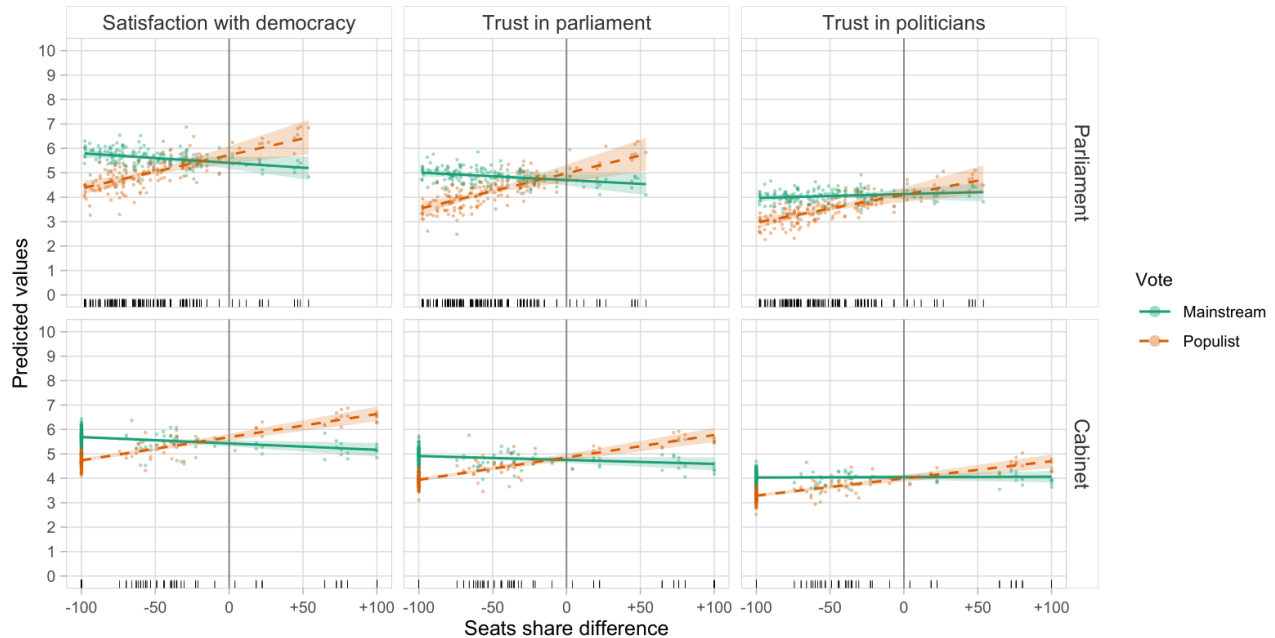 Satisfaction with democracy
Trust in parliament
Trust in politicians
10
9
8
7
6
5
4
3
2
1
0
Parliament
Predicted values
10
9
8
7
6
5
4
3
2
1
0
Cabinet
-100 -50 0 +50 +100
-100 -50 0 +50 +100
-100 -50 0 +50 +100
Seats share difference
Vote
Mainstream
Populist